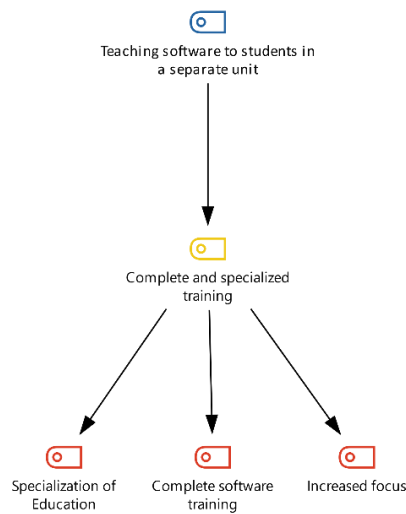 Teaching software to students in
a separate unit
Complete and specialized
training
Specialization of
Education
Complete software
training
Increased focus